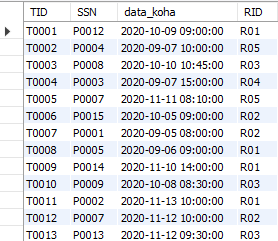 TID SSN data_koha RID
T0001 P0012 2020-10-09 09:00:00 R01
T0002 P0004 2020-09-07 10:00:00 R05
T0003 P0008 2020-10-10 10:45:00 R03
T0004 P0003 2020-09-07 15:00:00 R04
T0005 P0007 2020-11-11 08:10:00 R05
T0006 P0015 2020-10-05 09:00:00 R02
T0007 P0001 2020-09-05 08:00:00 R02
T0008 P0005 2020-09-06 09:00:00 R01
T0009 P0014 2020-11-10 14:00:00 R01
T0010 P0009 2020-10-08 08:30:00 R03
T0011 P0002 2020-11-13 10:00:00 R01
T0012 P0007 2020-11-12 10:00:00 R02
T0013 P0013 2020-11-12 09:30:00 R03